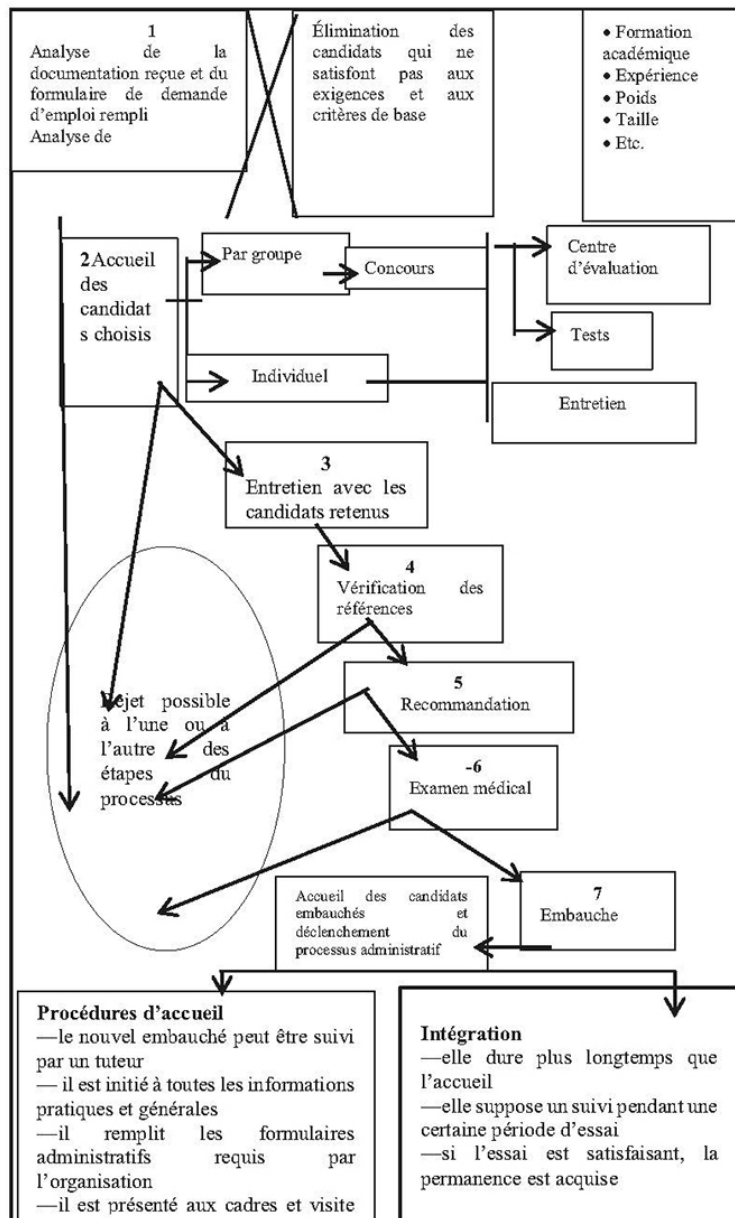 1
Analyse de la
documentation reçue et du
formulaire de demande
d'emploi rempli
Analyse de
Élimination des
candidats qui ne
satisfont pas aux
exigences et aux
critères de base
• Formation
académique
• Expérience
• Poids
• Taille
• Etc.
2Accueil
des
candidat
s choisis
Par groupe
Concours
Centre
d'évaluation
Tests
Individuel
Entretien
3
Entretien avec les
candidats retenus
4
Vérification des
références
5
Recommandation
-6
Examen médical
7
Embauche
Rejet possible
à l'une ou à
l'autre des
étapes du
processus
Accueil des candidats
embauchés et
déclenchement du
processus administratif
Procédures d'accueil
—le nouvel embauché peut être suivi
par un tuteur
— il est initié à toutes les informations
pratiques et générales
—il remplit les formulaires
administratifs requis par
l'organisation
—il est présenté aux cadres et visite
Intégration
—elle dure plus longtemps que
l'accueil
—elle suppose un suivi pendant une
certaine période d'essai
—si l'essai est satisfaisant, la
permanence est acquise